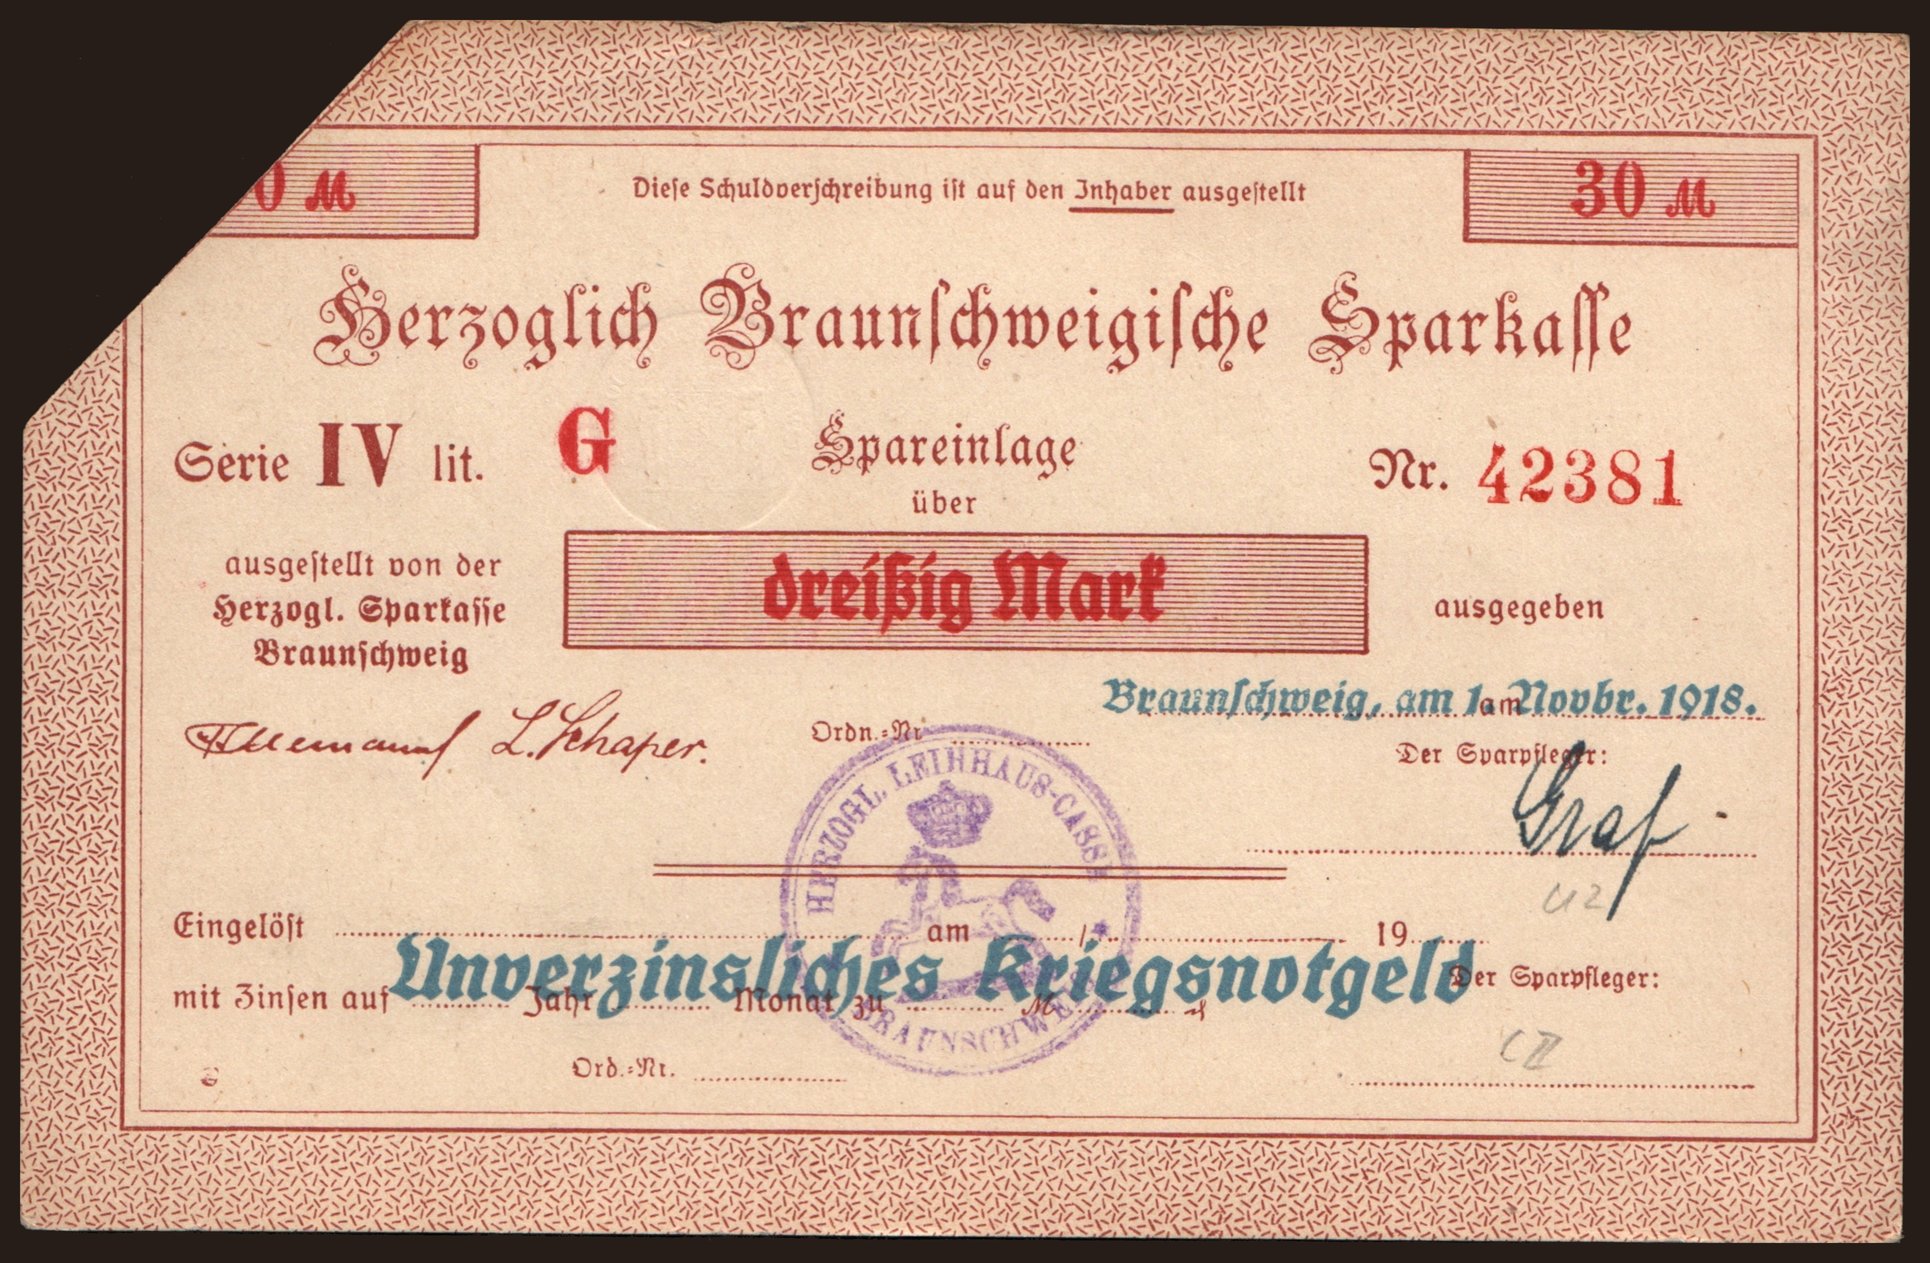 0 M
Diese Schuldverschreibung ist auf den Inhaber ausgestellt
30 M
Herzoglich Braunschweigische Sparkasse
Serie IV lit. G
Spareinlage
Nr. 42381
über
ausgestellt von der
Herzogl. Sparkasse
Braunschweig
dreißig Mark
ausgegeben
Braunschweig, am 1. Novbr. 1918.
am
L. Schaper.
Ordn.-Nr.
Der Sparpfleger:
Graf
HERZOGL. LEIHHAUS-CASSE
BRAUNSCHWEIG
Eingelöst am 19
Unverzinsliches Kriegsnotgeld
mit Zinsen auf Jahr Monat zu M
Der Sparpfleger:
Ord.-Nr.